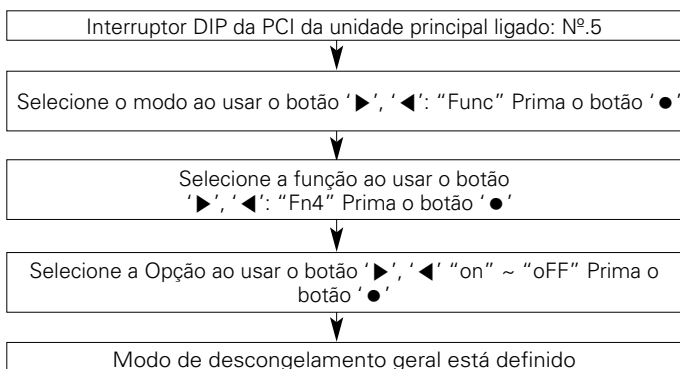 Interruptor DIP da PCI da unidade principal ligado: Nº.5
Selecione o modo ao usar o botão ‘▶’, ‘◀’: “Func” Prima o botão ‘●’
Selecione a função ao usar o botão
‘▶’, ‘◀’: “Fn4” Prima o botão ‘●’
Selecione a Opção ao usar o botão ‘▶’, ‘◀’ “on” ~ “oFF” Prima o
botão ‘●’
Modo de descongelamento geral está definido